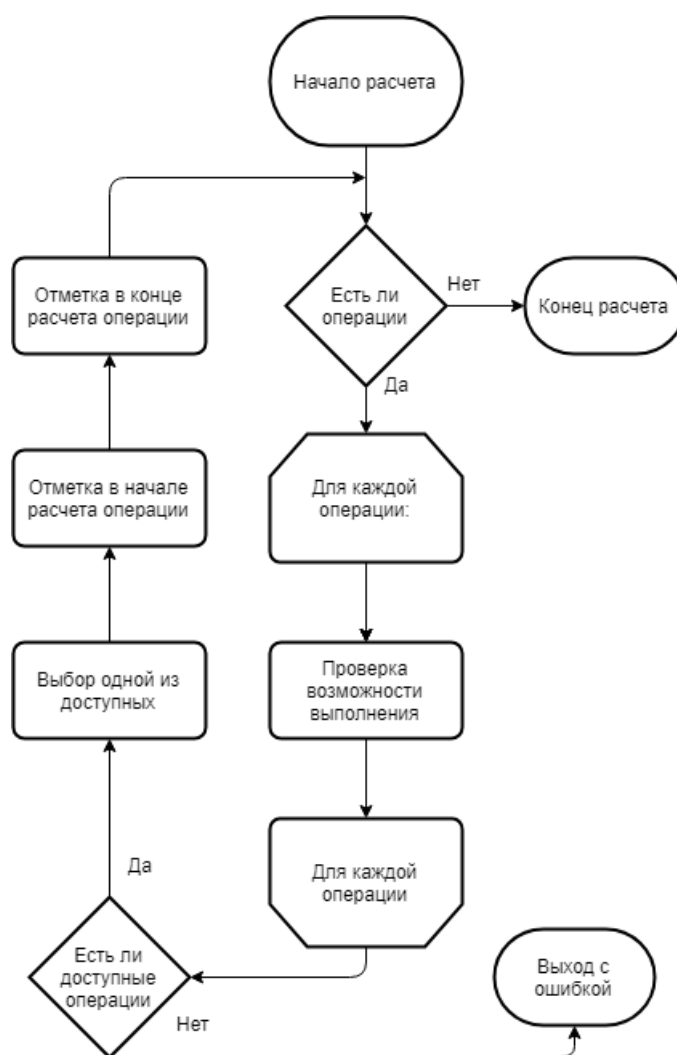 Начало расчета
Отметка в конце
расчета операции
Есть ли
операции
Нет
Конец расчета
Да
Отметка в начале
расчета операции
Для каждой
операции:
Выбор одной из
доступных
Проверка
возможности
выполнения
Да
Для каждой
операции
Есть ли
доступные
операции
Нет
Выход с
ошибкой